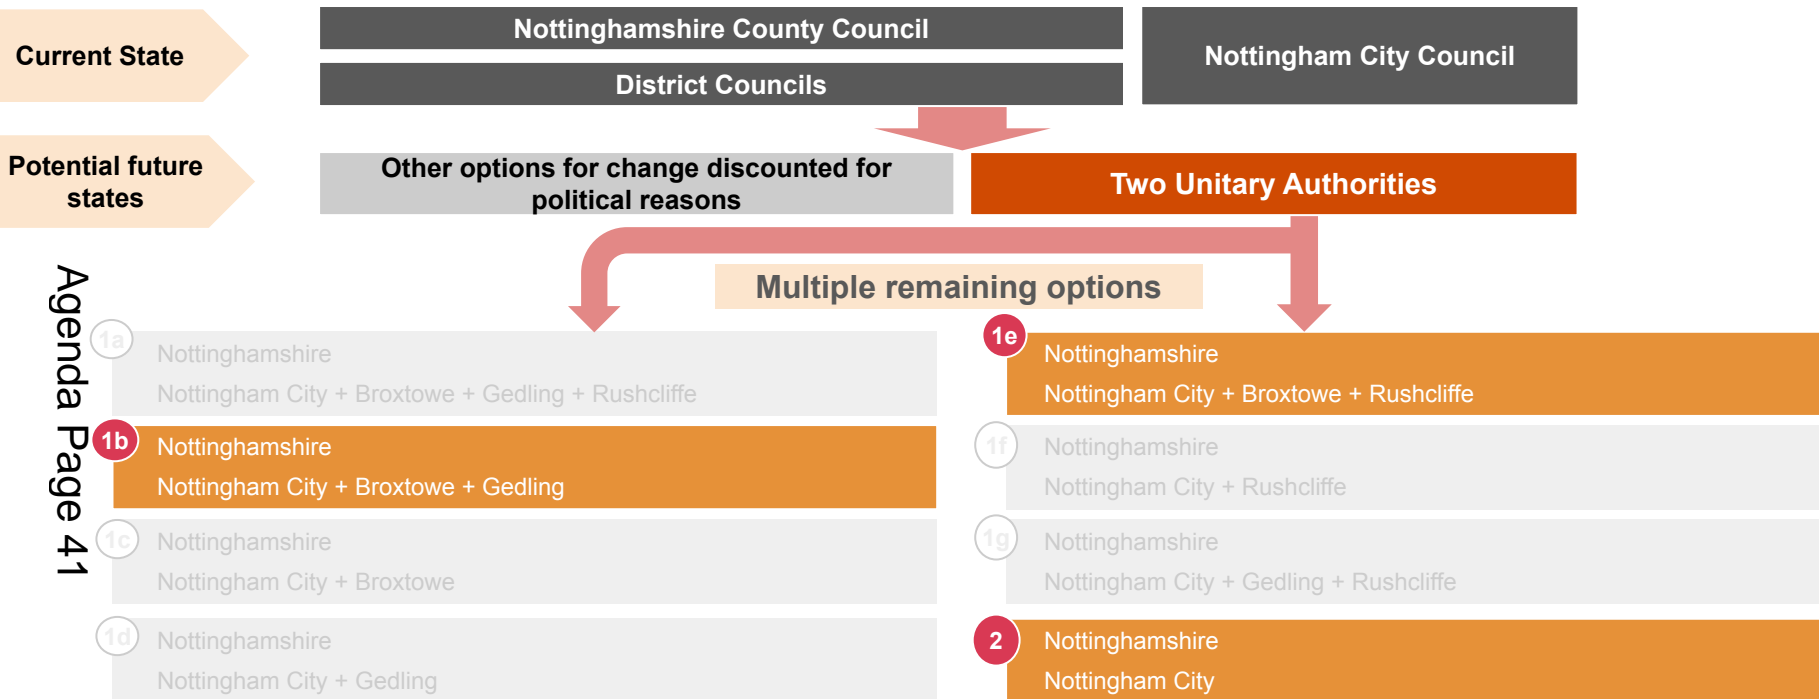 Current State
Nottinghamshire County Council
District Councils
Nottingham City Council
Potential future
states
Other options for change discounted for
political reasons
Two Unitary Authorities
Multiple remaining options
Agenda Page 41
1a
Nottinghamshire
Nottingham City + Broxtowe + Gedling + Rushcliffe
1b
Nottinghamshire
Nottingham City + Broxtowe + Gedling
1c
Nottinghamshire
Nottingham City + Broxtowe
1d
Nottinghamshire
Nottingham City + Gedling
1e
Nottinghamshire
Nottingham City + Broxtowe + Rushcliffe
1f
Nottinghamshire
Nottingham City + Rushcliffe
1g
Nottinghamshire
Nottingham City + Gedling + Rushcliffe
2
Nottinghamshire
Nottingham City